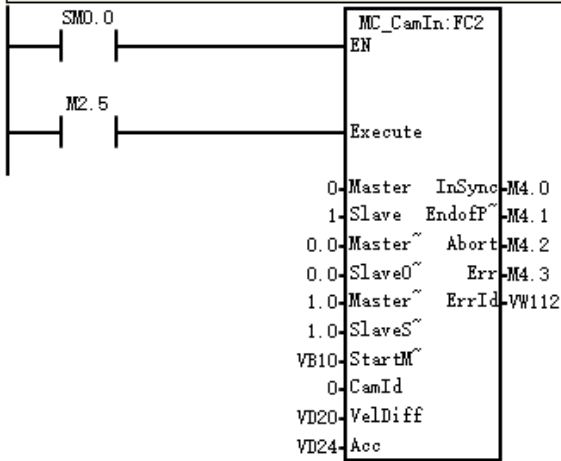 SM0.0
MC_CamIn:FC2
EN
M2.5
Execute
0 Master InSync M4.0
1 Slave EndofP~ M4.1
0.0 Master~ Abort M4.2
0.0 SlaveO~ Err M4.3
1.0 Master~ ErrId VW112
1.0 SlaveS~
VB10 StartM~
0 CamId
VD20 VelDiff
VD24 Acc